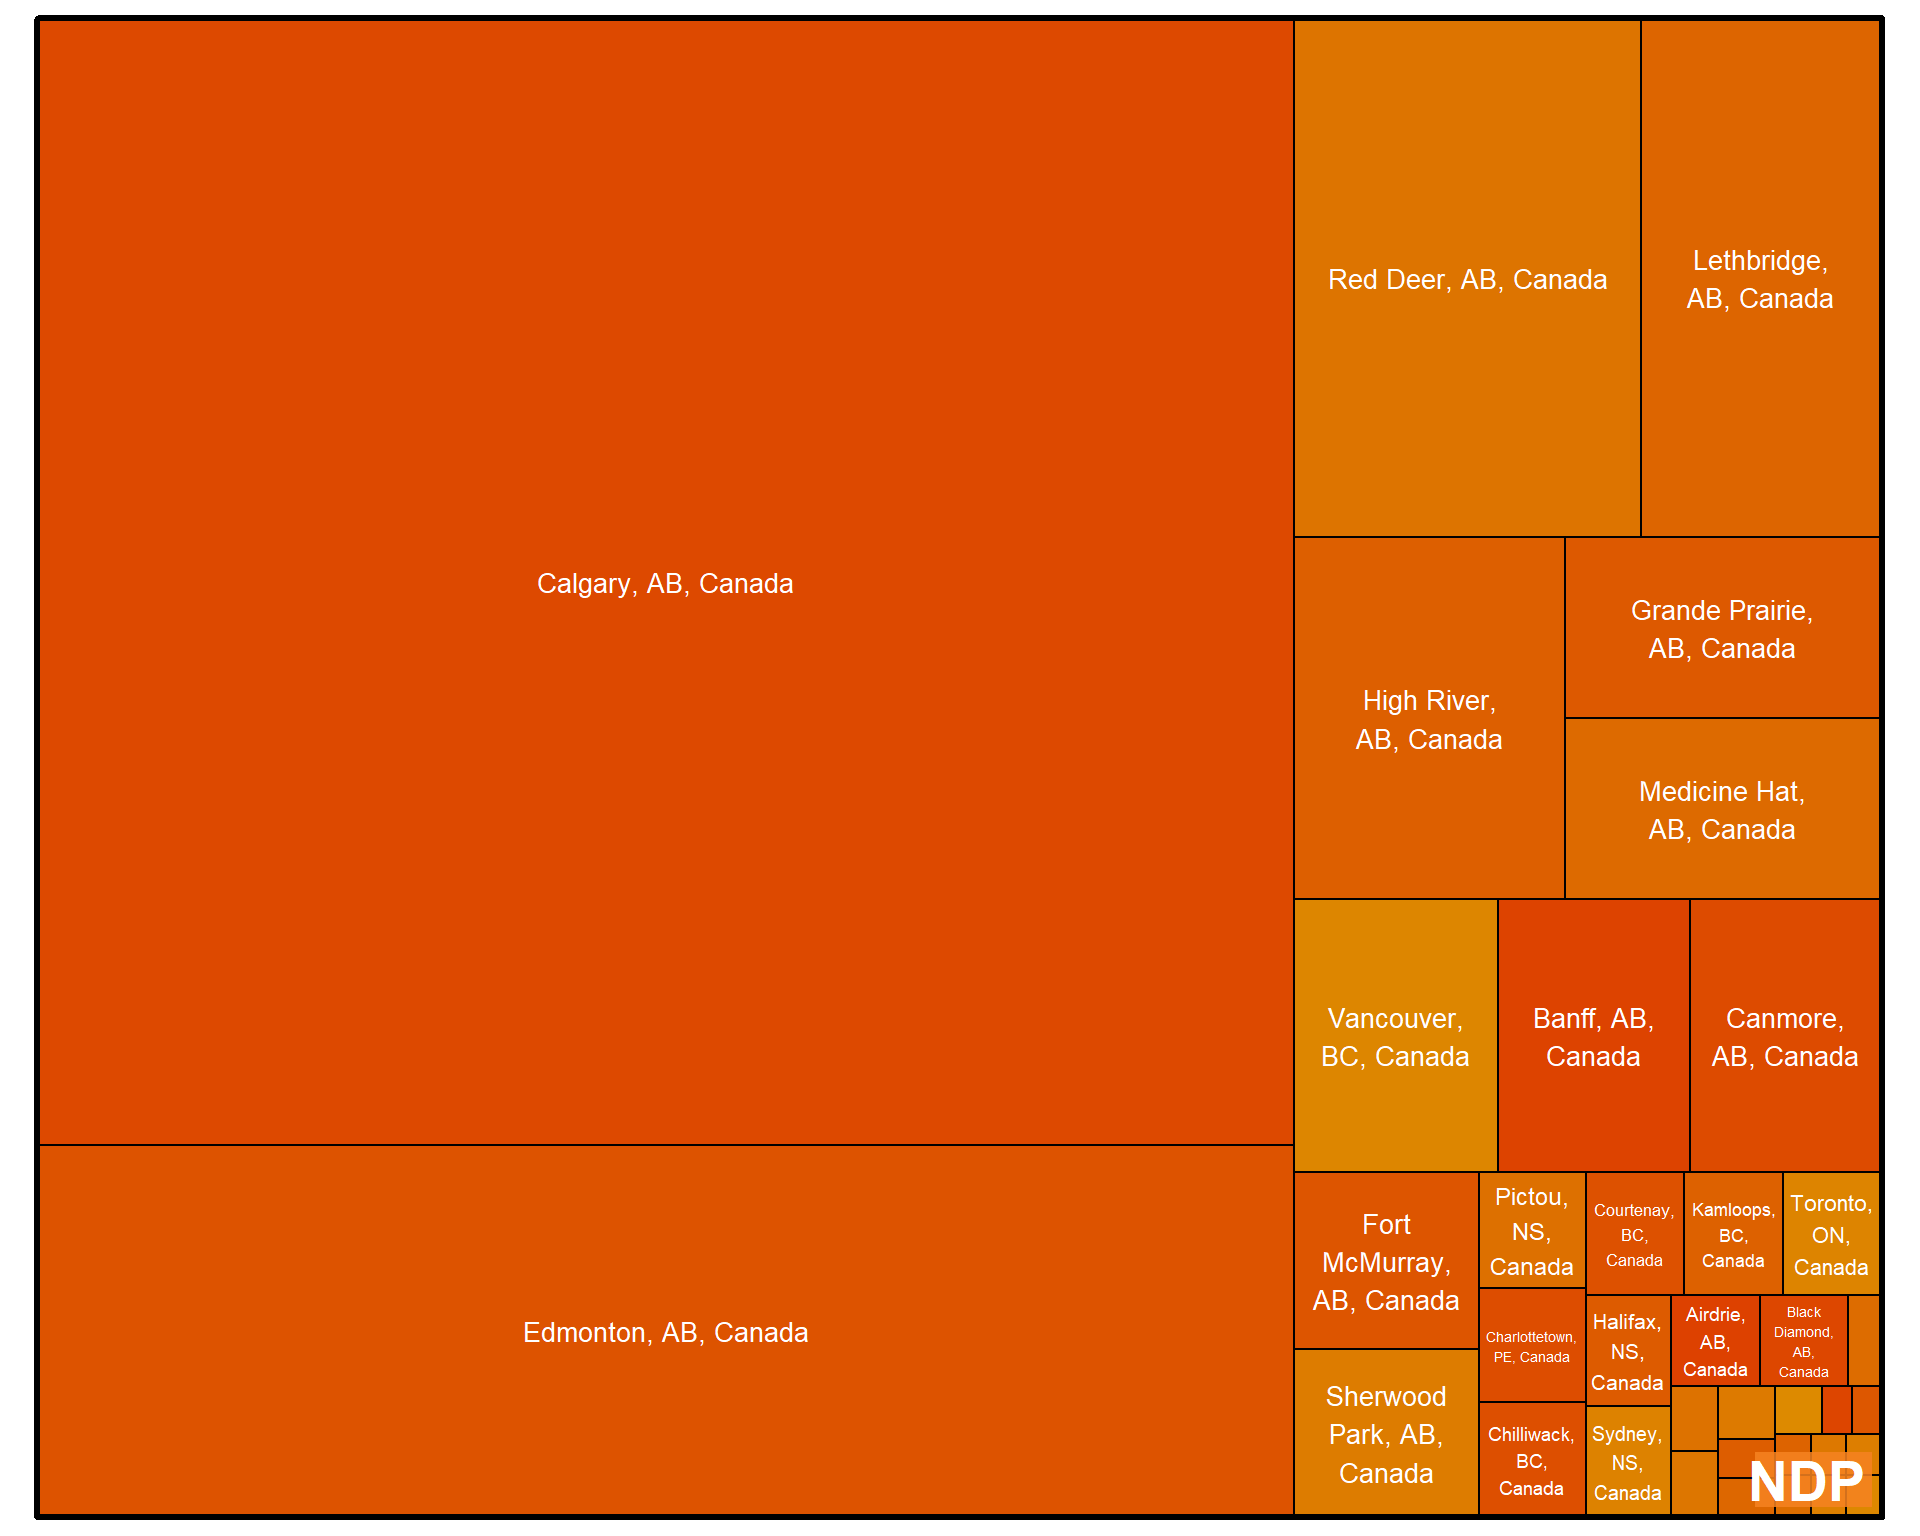 Calgary, AB, Canada
Edmonton, AB, Canada
Red Deer, AB, Canada
Lethbridge,
AB, Canada
High River,
AB, Canada
Grande Prairie,
AB, Canada
Medicine Hat,
AB, Canada
Vancouver,
BC, Canada
Banff, AB,
Canada
Canmore,
AB, Canada
Fort
McMurray,
AB, Canada
Sherwood
Park, AB,
Canada
Pictou,
NS,
Canada
Charlottetown,
PE, Canada
Chilliwack,
BC,
Canada
Courtenay,
BC,
Canada
Kamloops,
BC,
Canada
Toronto,
ON,
Canada
Halifax,
NS,
Canada
Sydney,
NS,
Canada
Airdrie,
AB,
Canada
Black
Diamond,
AB,
Canada
NDP